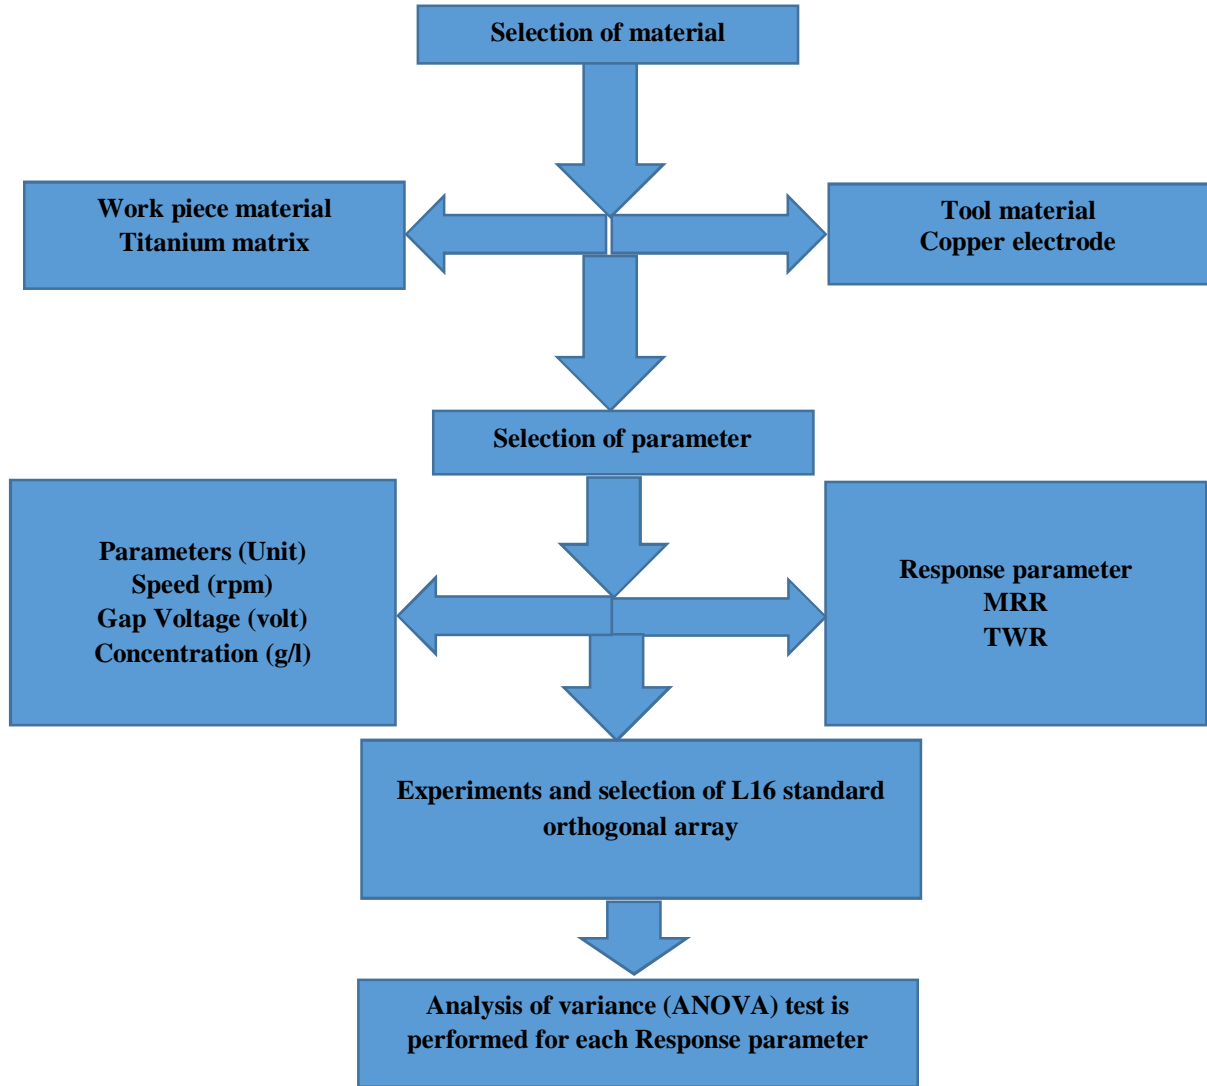 Selection of material
Work piece material
Titanium matrix
Tool material
Copper electrode
Selection of parameter
Parameters (Unit)
Speed (rpm)
Gap Voltage (volt)
Concentration (g/l)
Response parameter
MRR
TWR
Experiments and selection of L16 standard
orthogonal array
Analysis of variance (ANOVA) test is
performed for each Response parameter